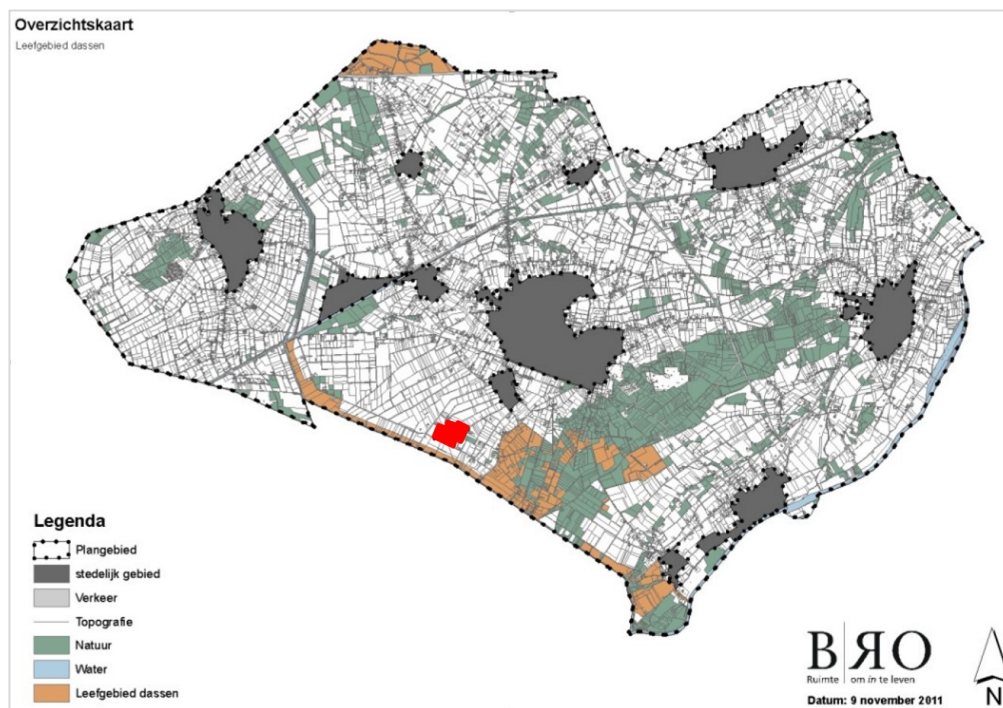 Overzichtskaart
Leefgebied dassen
Legenda
Plangebied
stedelijk gebied
Verkeer
Topografie
Natuur
Water
Leefgebied dassen
BRO
Ruimte om in te leven
Datum: 9 november 2011
N